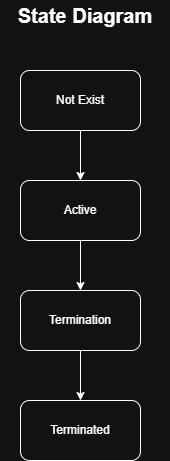 State Diagram
Not Exist
Active
Termination
Terminated